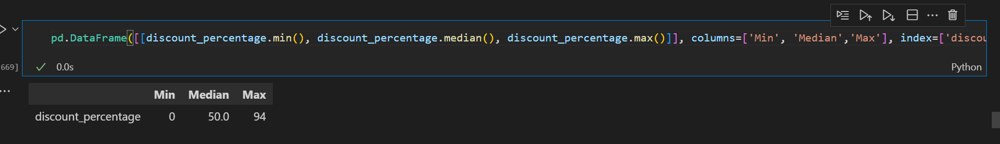 pd.DataFrame([[discount_percentage.min(), discount_percentage.median(), discount_percentage.max()]], columns=['Min', 'Median','Max'], index=['discou
669]
0.0s
Python
Min Median Max
discount_percentage 0 50.0 94